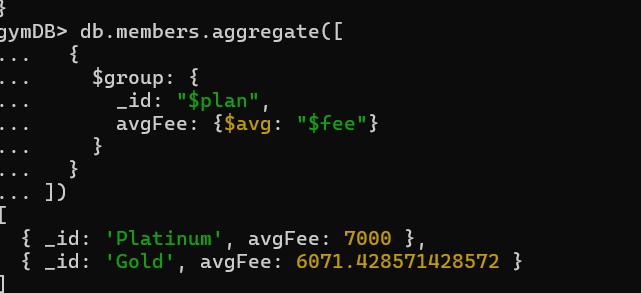 }
gymDB> db.members.aggregate([
...   {
...     $group: {
...       _id: "$plan",
...       avgFee: {$avg: "$fee"}
...     }
...   }
... ])
[
  { _id: 'Platinum', avgFee: 7000 },
  { _id: 'Gold', avgFee: 6071.428571428572 }
]